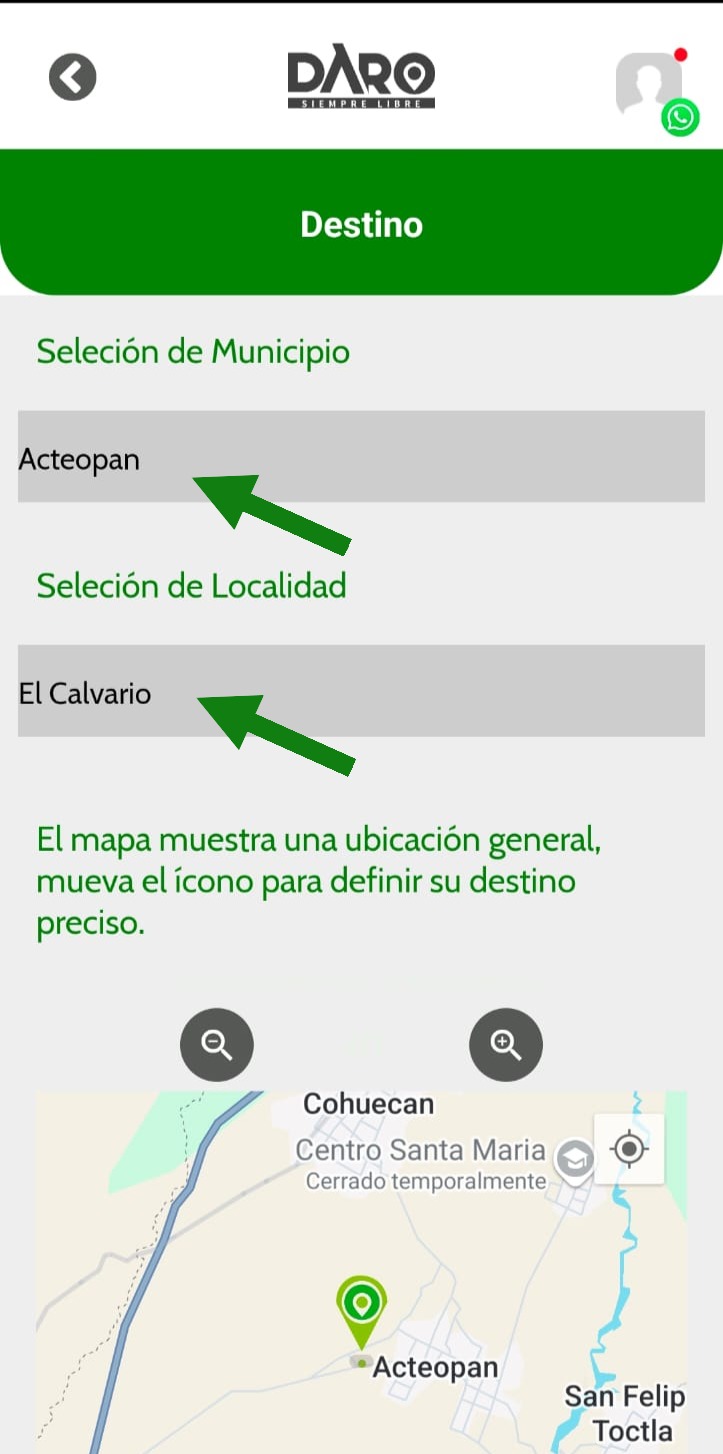 DARO
SIEMPRE LIBRE
Destino
Seleción de Municipio
Acteopan
Seleción de Localidad
El Calvario
El mapa muestra una ubicación general,
mueva el ícono para definir su destino
preciso.
Cohuecan
Centro Santa Maria
Cerrado temporalmente
Acteopan
San Felip
Toctla